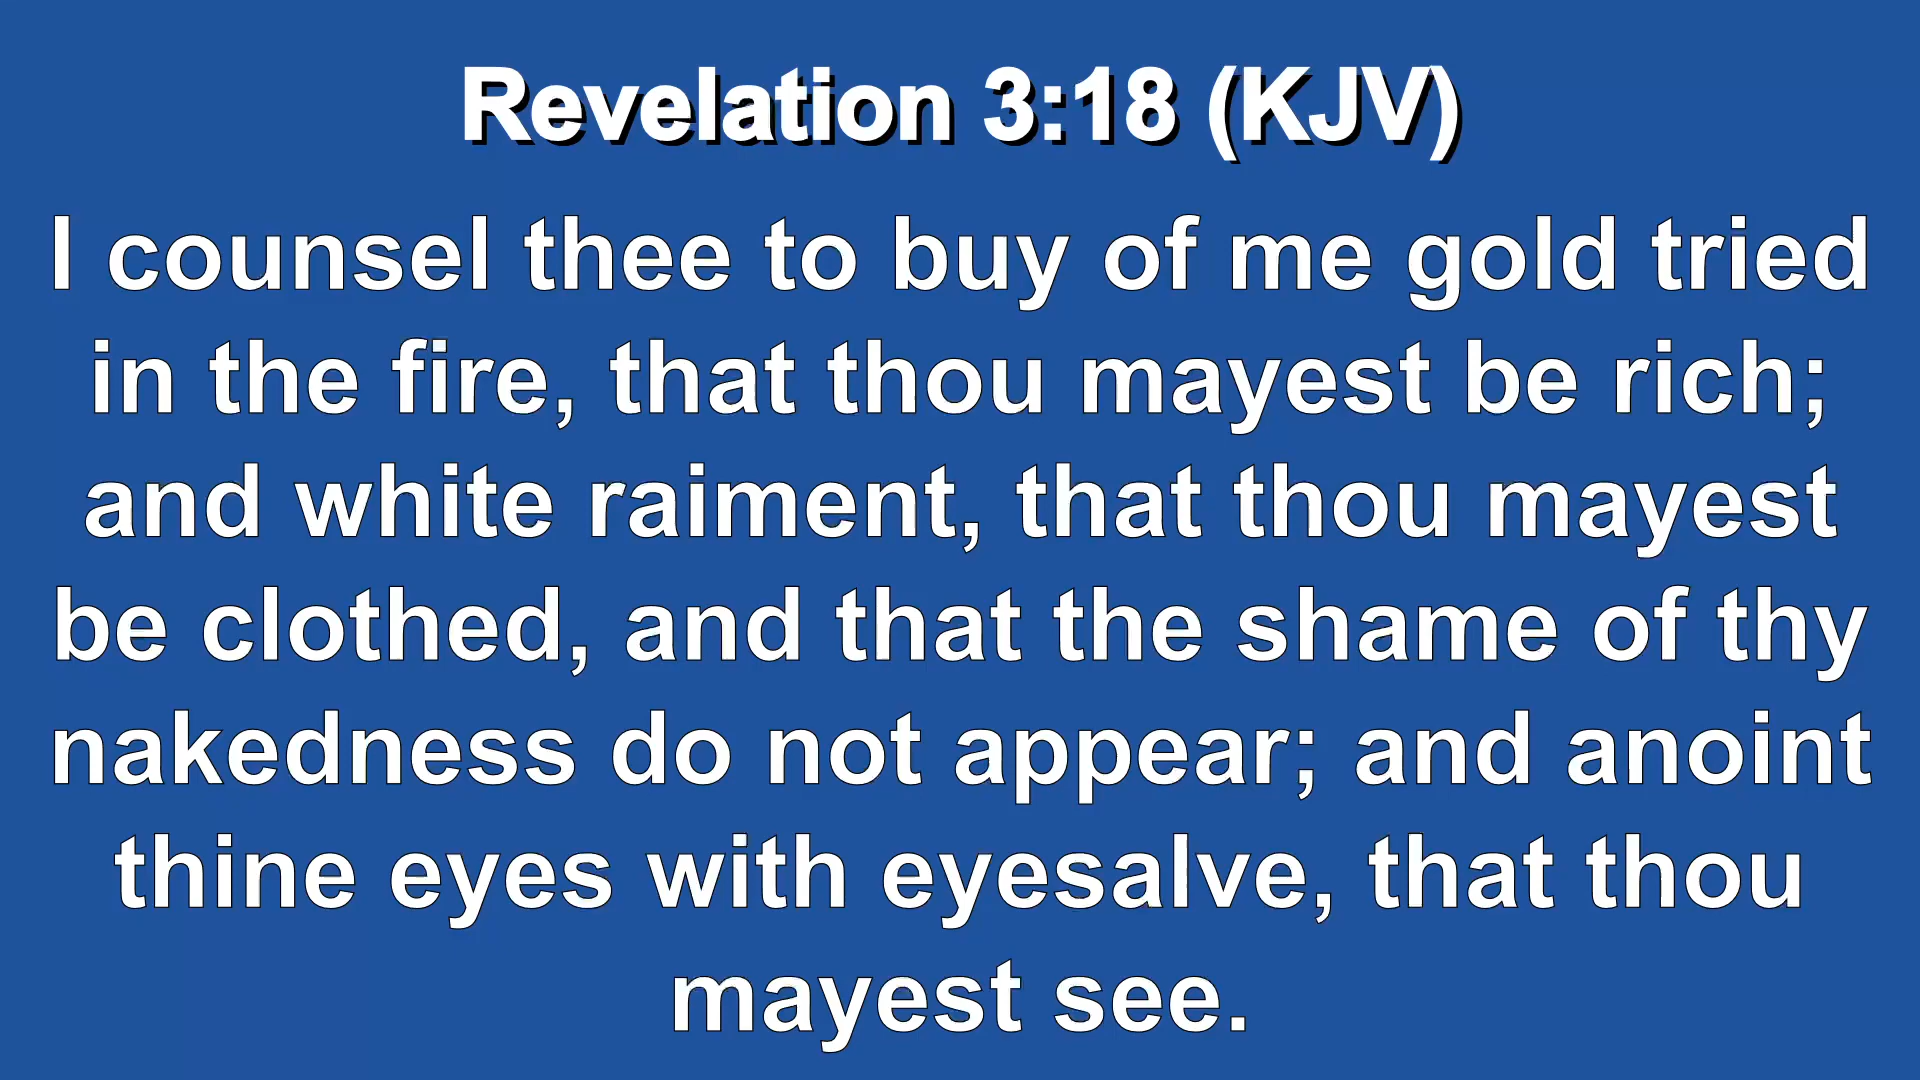 Revelation 3:18 (KJV)
I counsel thee to buy of me gold tried
in the fire, that thou mayest be rich;
and white raiment, that thou mayest
be clothed, and that the shame of thy
nakedness do not appear; and anoint
thine eyes with eyesalve, that thou
mayest see.